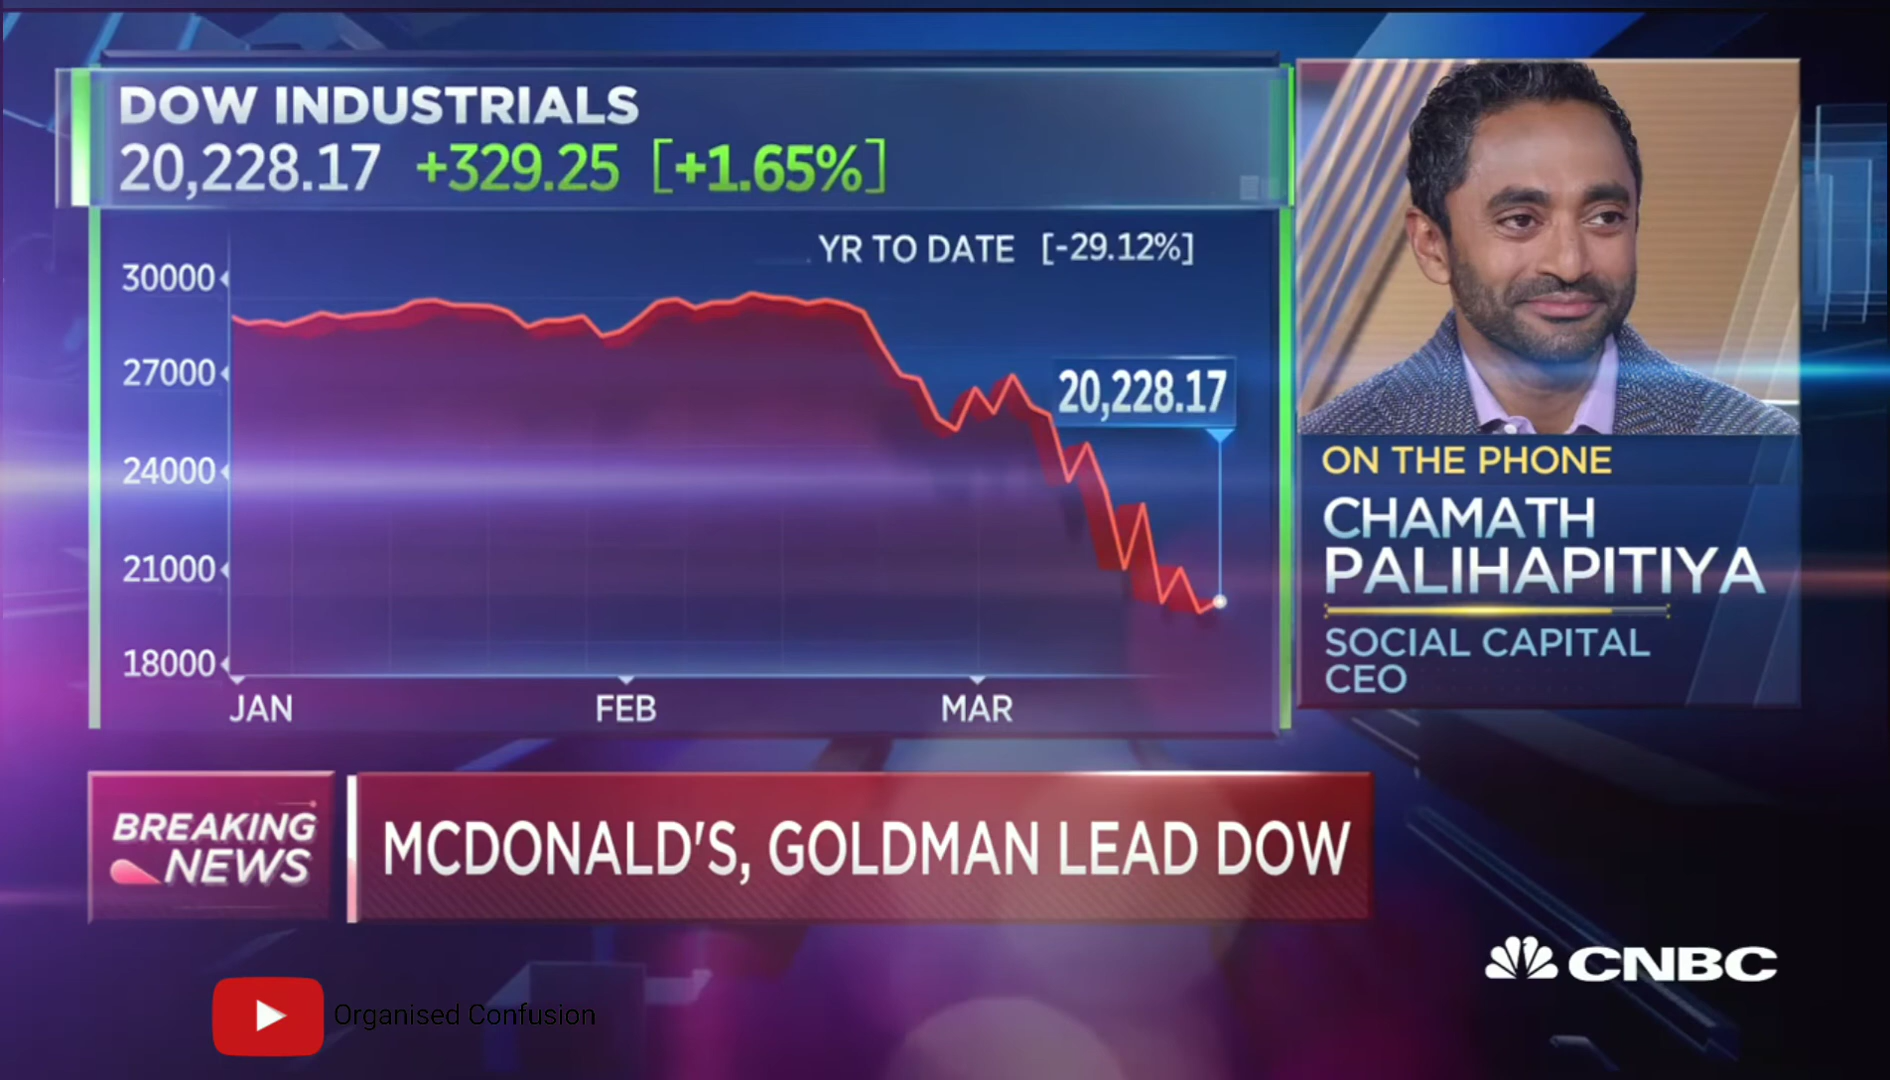 DOW INDUSTRIALS
20,228.17 +329.25 [+1.65%]
YR TO DATE [-29.12%]
30000
27000
24000
21000
18000
20,228.17
JAN FEB MAR
ON THE PHONE
CHAMATH
PALIHAPITIYA
SOCIAL CAPITAL
CEO
BREAKING
NEWS
MCDONALD'S, GOLDMAN LEAD DOW
CNBC
Organised Confusion